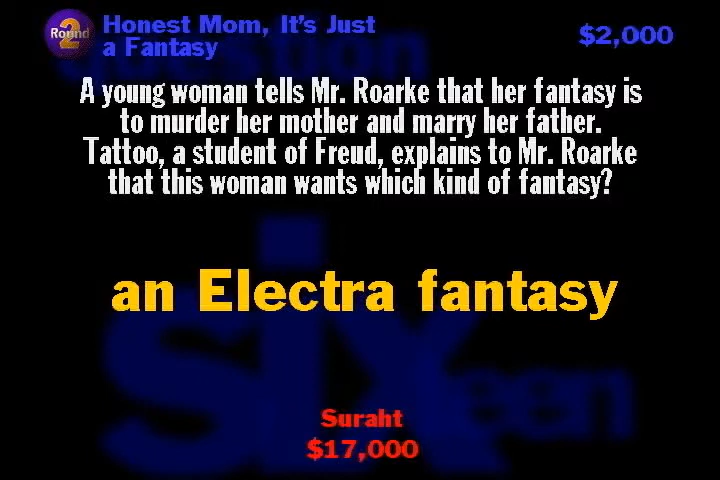 Round 2
Honest Mom, It's Just
a Fantasy
$2,000
question
A young woman tells Mr. Roarke that her fantasy is
to murder her mother and marry her father.
Tattoo, a student of Freud, explains to Mr. Roarke
that this woman wants which kind of fantasy?
an Electra fantasy
sixteen
Suraht
$17,000